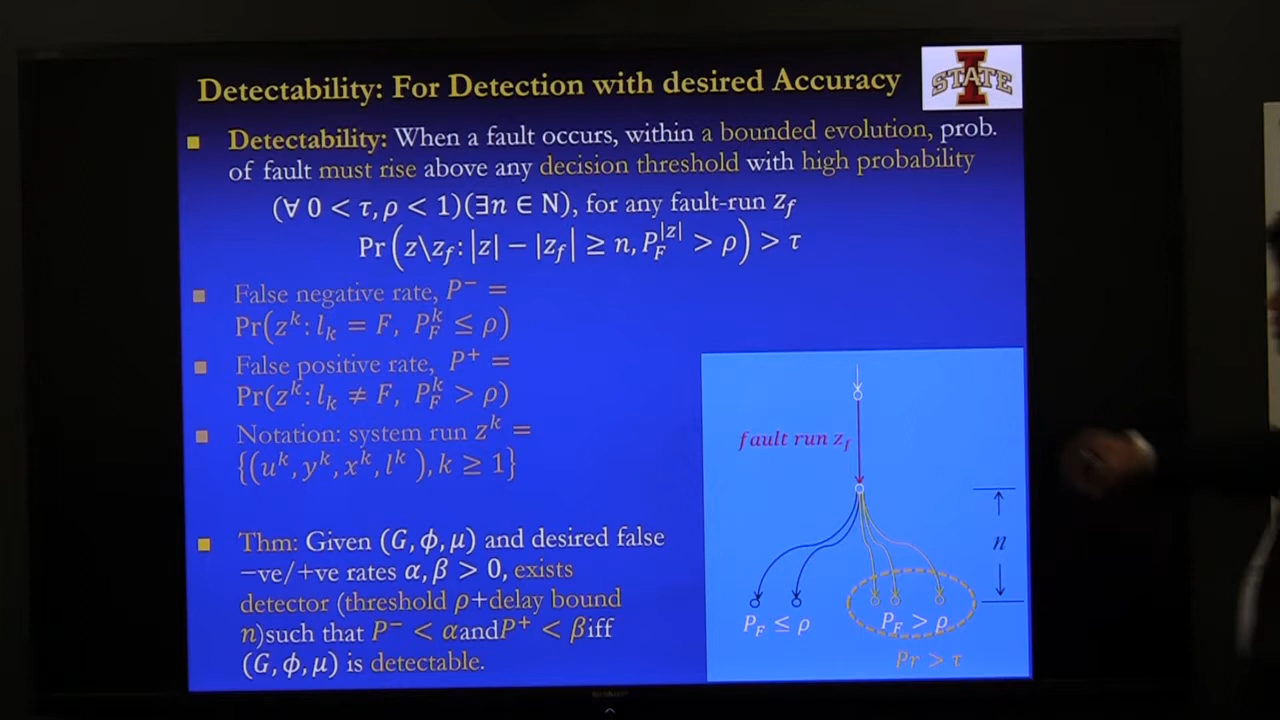 Detectability: For Detection with desired Accuracy
I
STATE
▪ Detectability: When a fault occurs, within a bounded evolution, prob.
of fault must rise above any decision threshold with high probability
(∀ 0 < τ, ρ < 1)(∃n ∈ N), for any fault-run z_f
Pr(z\z_f: |z| − |z_f| ≥ n, P_F^{|z|} > ρ) > τ
▪ False negative rate, P⁻ =
Pr(z^k: l_k = F, P_F^k ≤ ρ)
▪ False positive rate, P⁺ =
Pr(z^k: l_k ≠ F, P_F^k > ρ)
▪ Notation: system run z^k =
{(u^k, y^k, x^k, l^k ), k ≥ 1}
▪ Thm: Given (G, ϕ, μ) and desired false
−ve/+ve rates α, β > 0, exists
detector (threshold ρ+delay bound
n)such that P⁻ < αandP⁺ < βiff
(G, ϕ, μ) is detectable.
fault run z_f
n
P_F ≤ ρ
P_F > ρ
Pr > τ